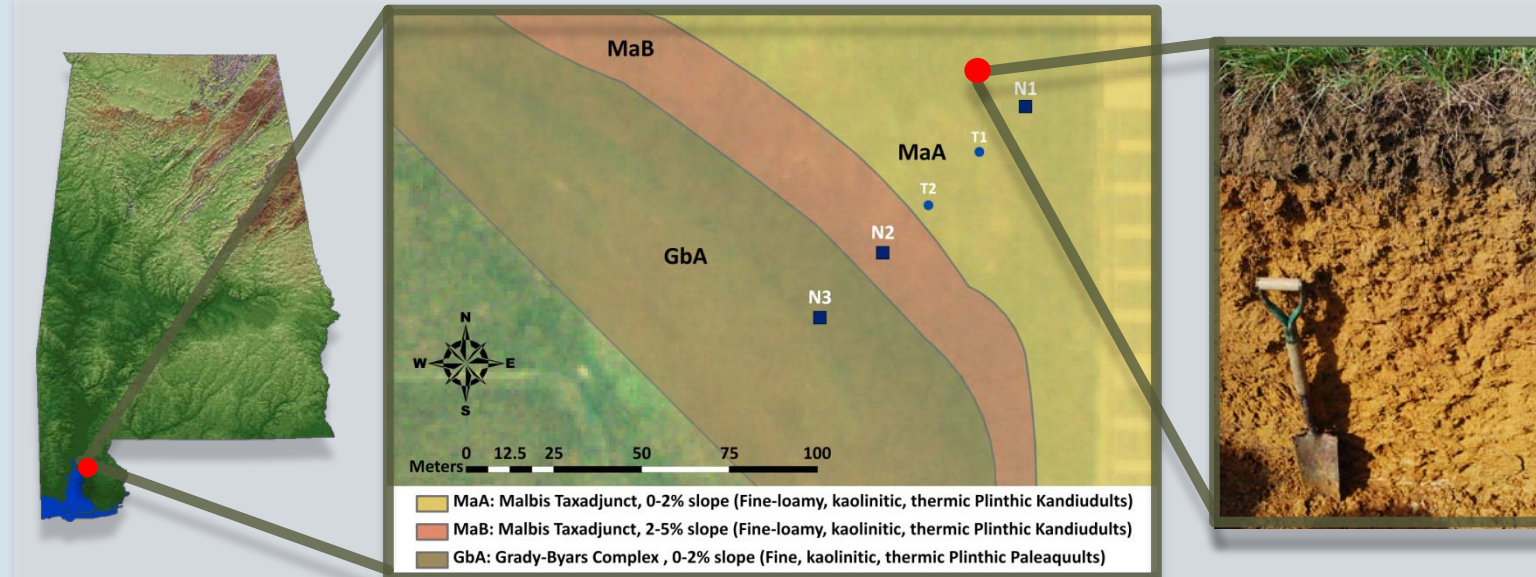 MaB
N1
T1
MaA
T2
N2
GbA
N3
N
W E
S
0 12.5 25 50 75 100
Meters
MaA: Malbis Taxadjunct, 0-2% slope (Fine-loamy, kaolinitic, thermic Plinthic Kandiudults)
MaB: Malbis Taxadjunct, 2-5% slope (Fine-loamy, kaolinitic, thermic Plinthic Kandiudults)
GbA: Grady-Byars Complex , 0-2% slope (Fine, kaolinitic, thermic Plinthic Paleaquults)